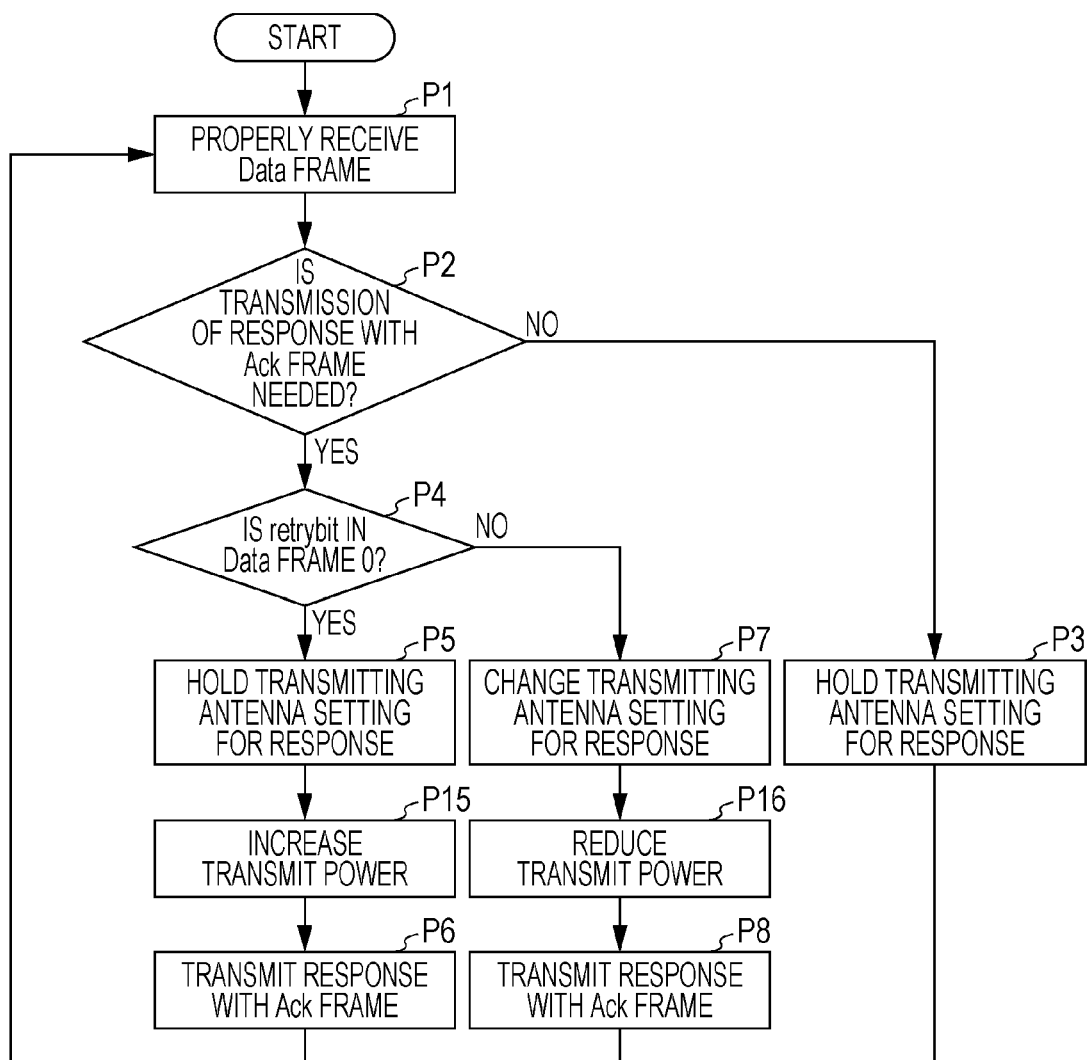 START
P1
PROPERLY RECEIVE
Data FRAME
P2
IS
TRANSMISSION
OF RESPONSE WITH
Ack FRAME
NEEDED?
NO
YES
P4
IS retrybit IN
Data FRAME 0?
NO
YES
P5
HOLD TRANSMITTING
ANTENNA SETTING
FOR RESPONSE
P7
CHANGE TRANSMITTING
ANTENNA SETTING
FOR RESPONSE
P3
HOLD TRANSMITTING
ANTENNA SETTING
FOR RESPONSE
P15
INCREASE
TRANSMIT POWER
P16
REDUCE
TRANSMIT POWER
P6
TRANSMIT RESPONSE
WITH Ack FRAME
P8
TRANSMIT RESPONSE
WITH Ack FRAME